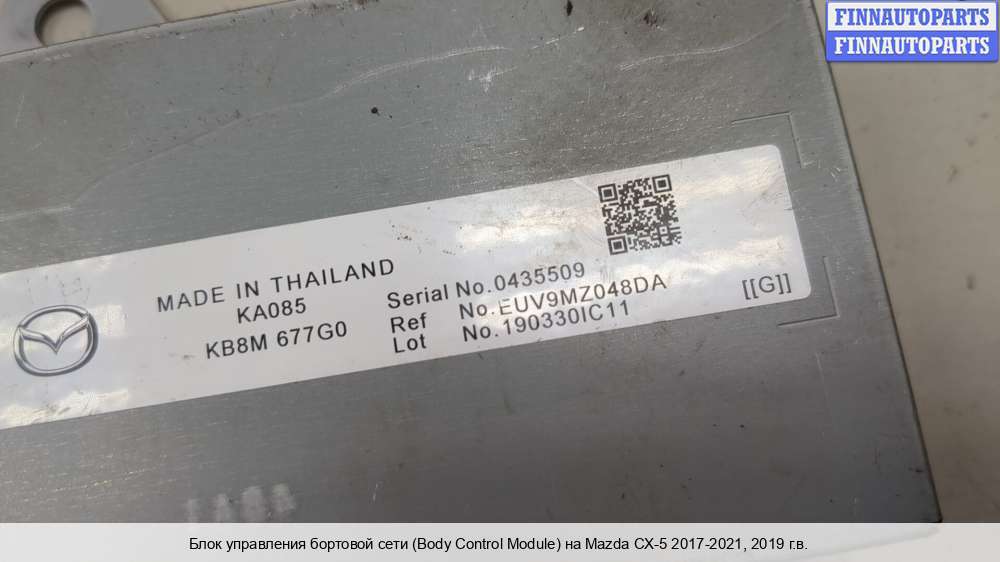 FINNAUTOPARTS
FINNAUTOPARTS
MADE IN THAILAND
KA085
KB8M 677G0
Serial No.0435509
Ref No.EUV9MZ048DA
Lot No.190330IC11
[[G]]
Блок управления бортовой сети (Body Control Module) на Mazda CX-5 2017-2021, 2019 г.в.